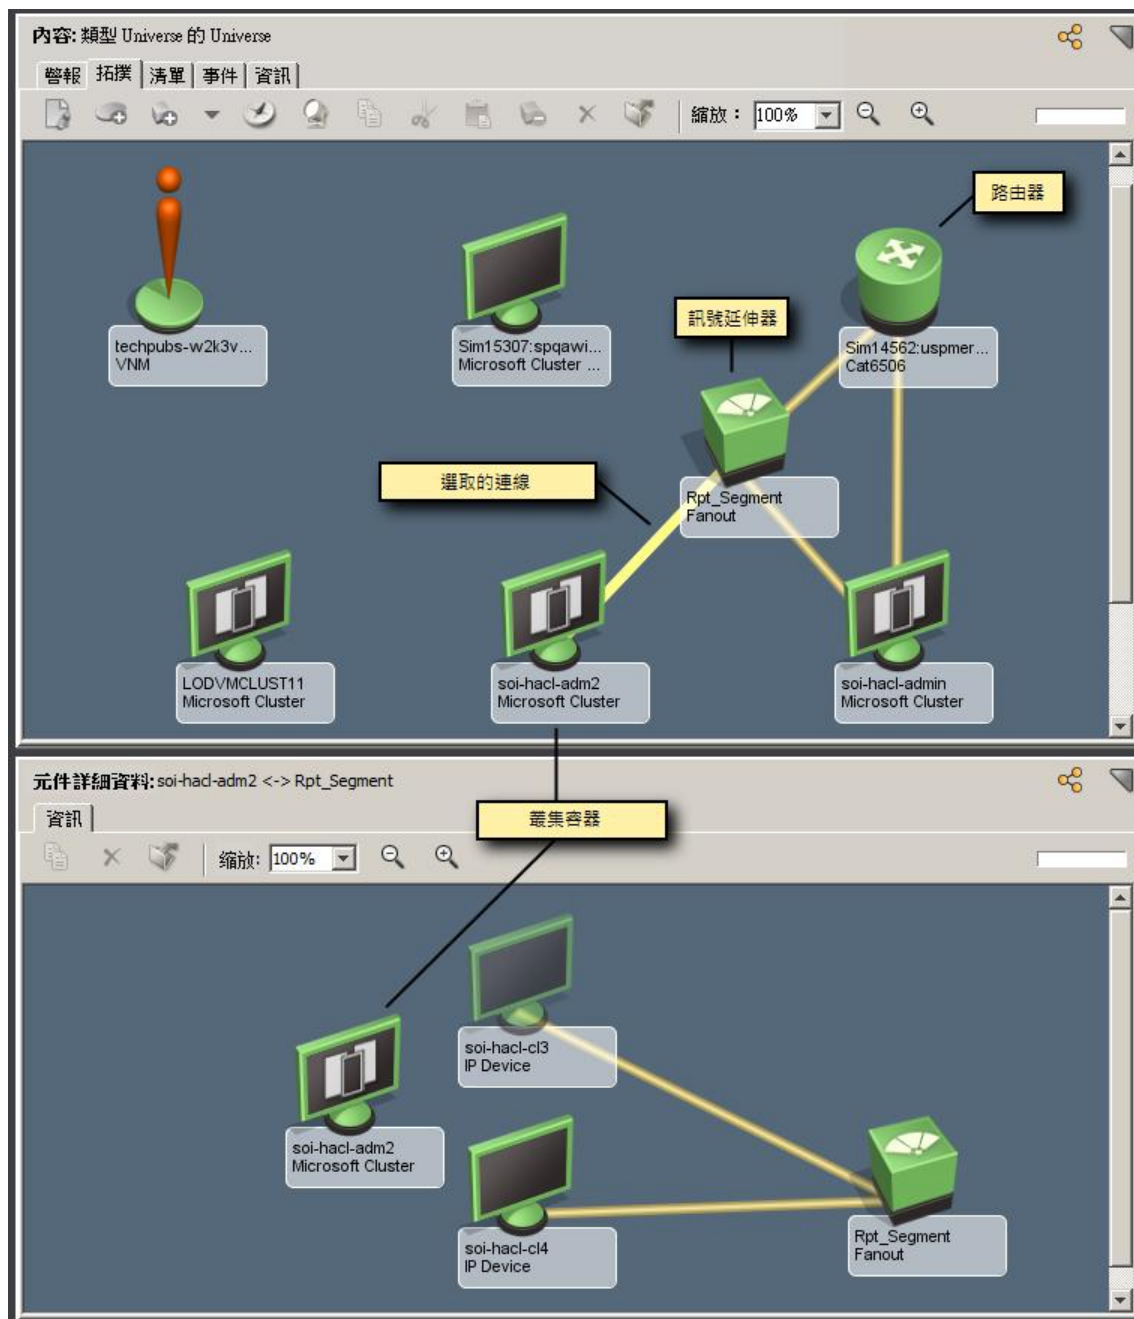 內容: 類型 Universe 的 Universe
警報 拓撲 清單 事件 資訊
縮放： 100%
路由器
訊號延伸器
techpubs-w2k3v...
VNM
Sim15307:spqawi...
Microsoft Cluster ...
Sim14562:uspmer...
Cat6506
選取的連線
Rpt_Segment
Fanout
LODVMCLUST11
Microsoft Cluster
soi-hacl-adm2
Microsoft Cluster
soi-hacl-admin
Microsoft Cluster
元件詳細資料: soi-hacl-adm2 <-> Rpt_Segment
資訊
叢集容器
縮放: 100%
soi-hacl-cl3
IP Device
soi-hacl-adm2
Microsoft Cluster
soi-hacl-cl4
IP Device
Rpt_Segment
Fanout